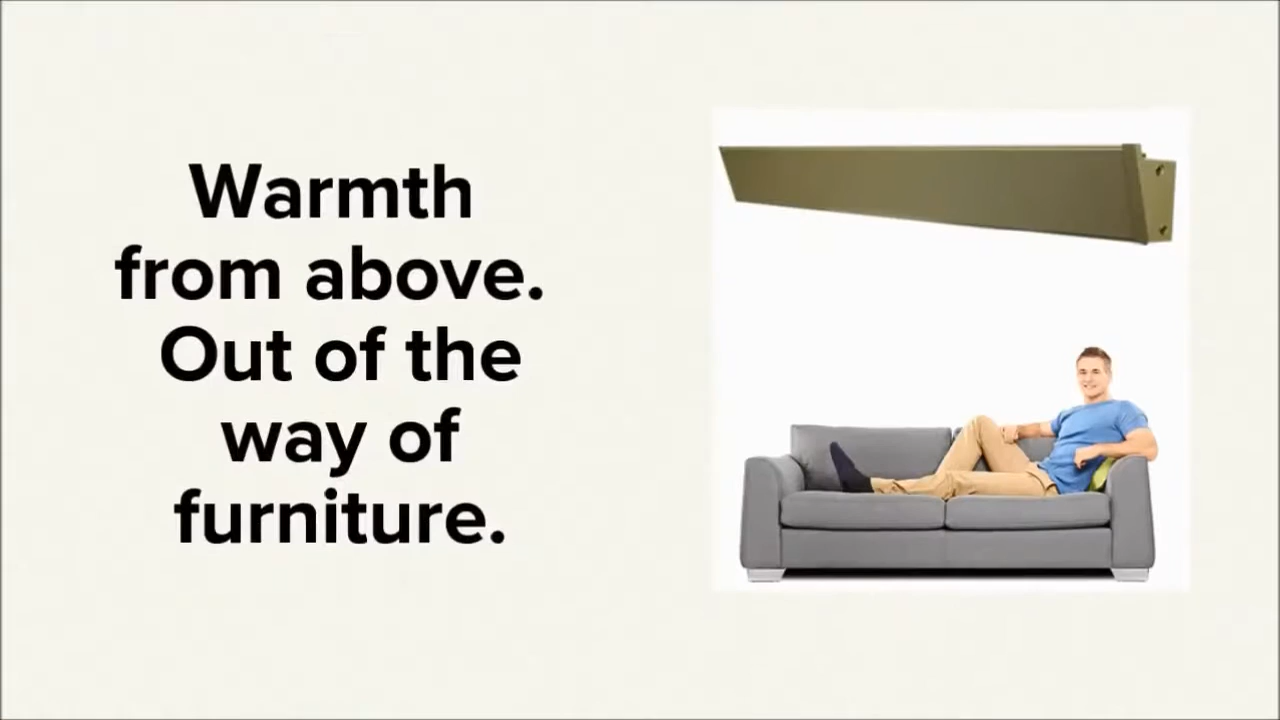 Warmth
from above.
Out of the
way of
furniture.